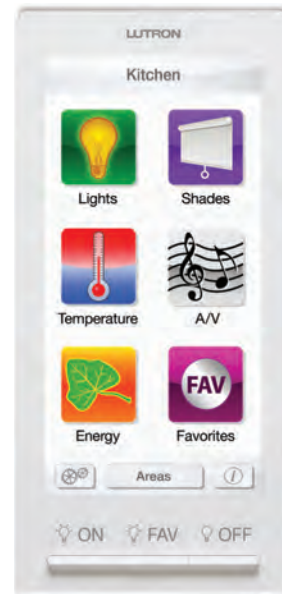 LUTRON
Kitchen
Lights Shades
Temperature A/V
FAV
Energy Favorites
Areas i
ON FAV OFF